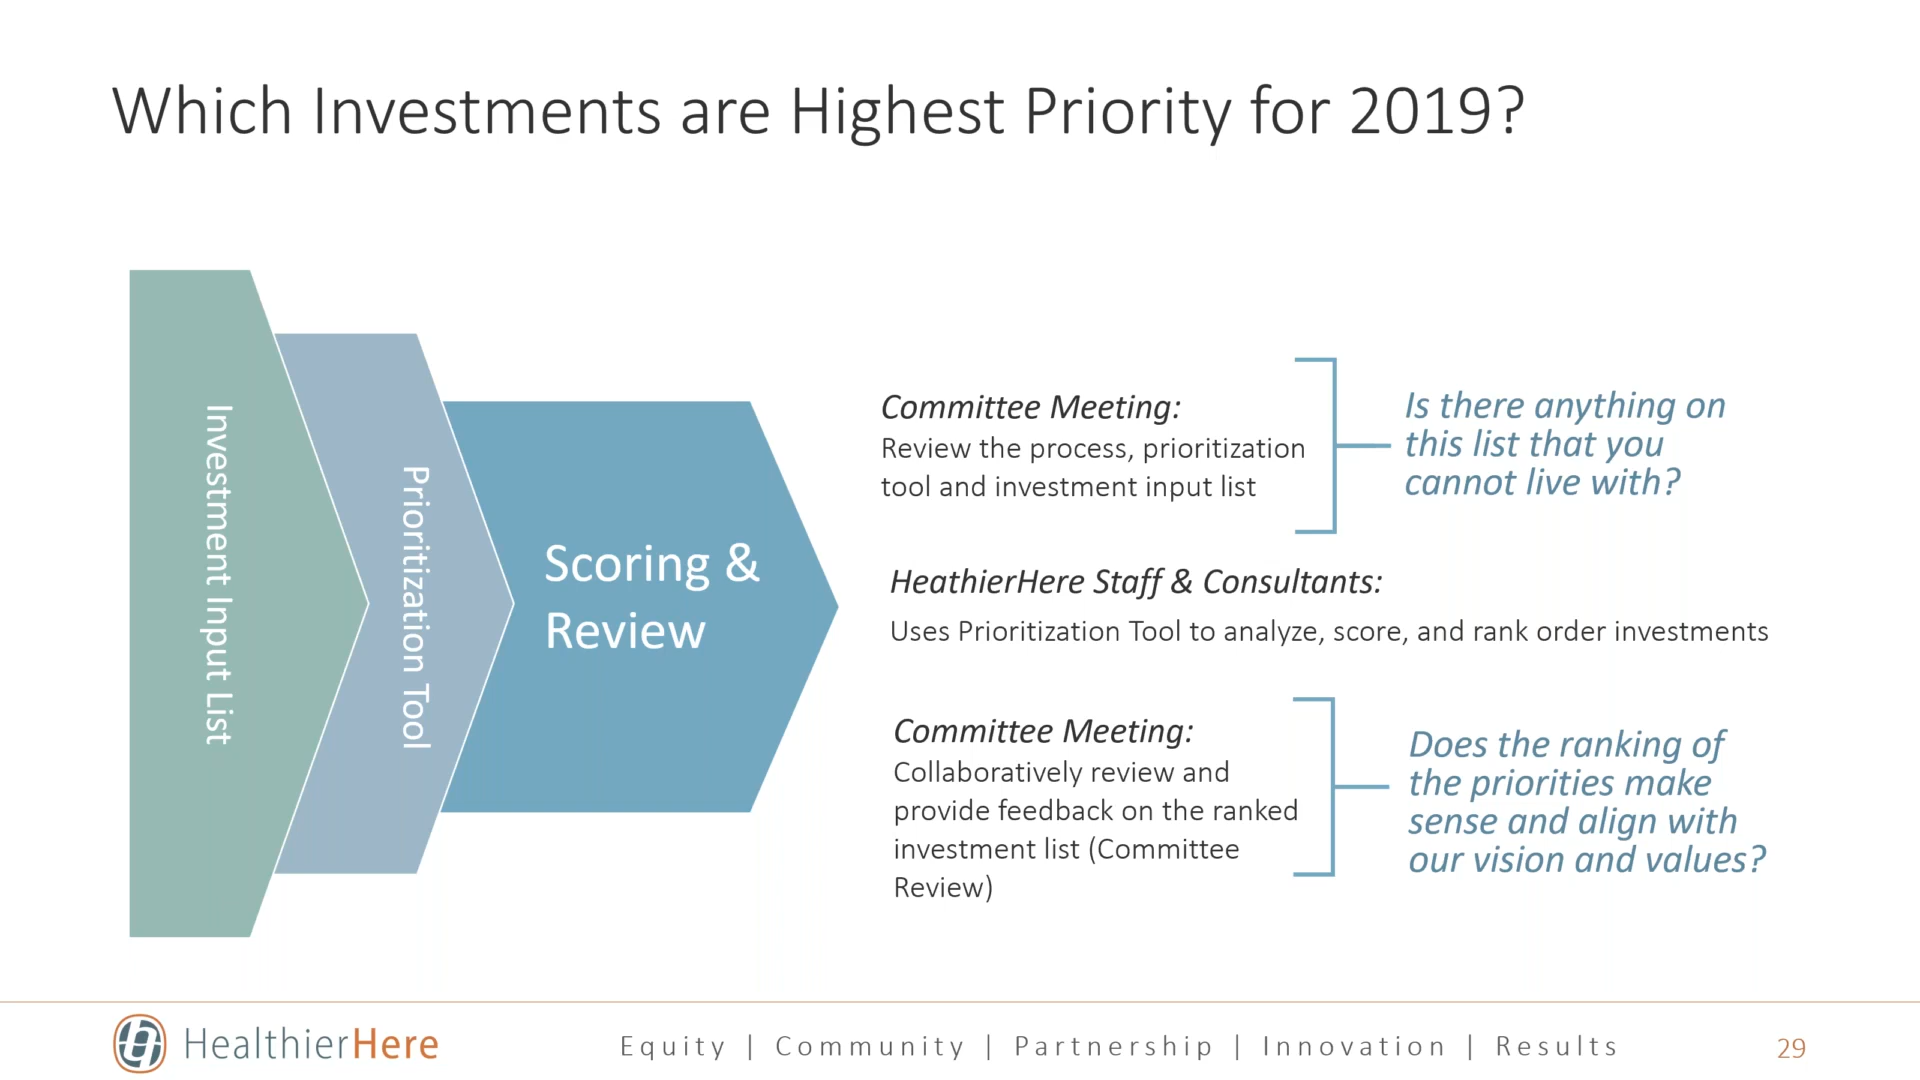 Which Investments are Highest Priority for 2019?
Investment Input List
Prioritization Tool
Scoring &
Review
Committee Meeting:
Review the process, prioritization
tool and investment input list
Is there anything on
this list that you
cannot live with?
HeathierHere Staff & Consultants:
Uses Prioritization Tool to analyze, score, and rank order investments
Committee Meeting:
Collaboratively review and
provide feedback on the ranked
investment list (Committee
Review)
Does the ranking of
the priorities make
sense and align with
our vision and values?
HealthierHere
Equity | Community | Partnership | Innovation | Results
29